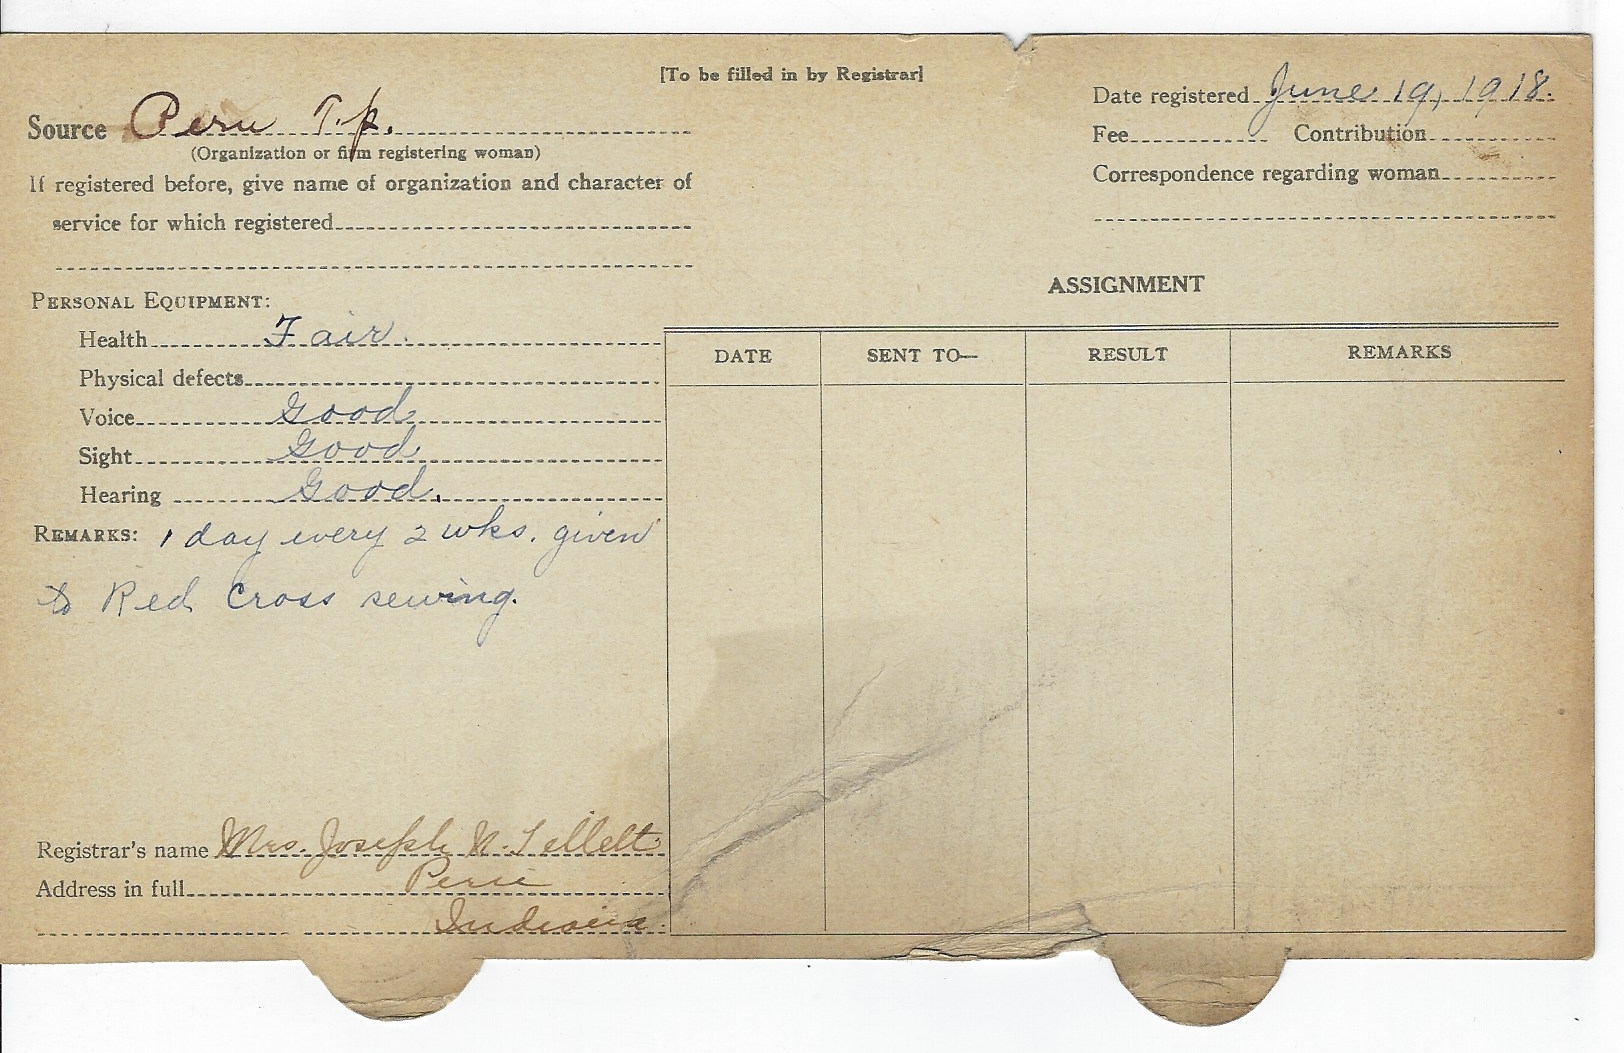 [To be filled in by Registrar]
Source Peru T.p.
(Organization or firm registering woman)
If registered before, give name of organization and character of
service for which registered
Date registered June 19, 1918.
Fee Contribution
Correspondence regarding woman
PERSONAL EQUIPMENT:
Health Fair.
Physical defects
Voice Good
Sight Good
Hearing Good.
REMARKS: 1 day every 2 wks. given
to Red Cross sewing.
ASSIGNMENT
DATE SENT TO— RESULT REMARKS
Registrar's name Mrs. Joseph N. Tillett
Address in full Peru
Indiana.